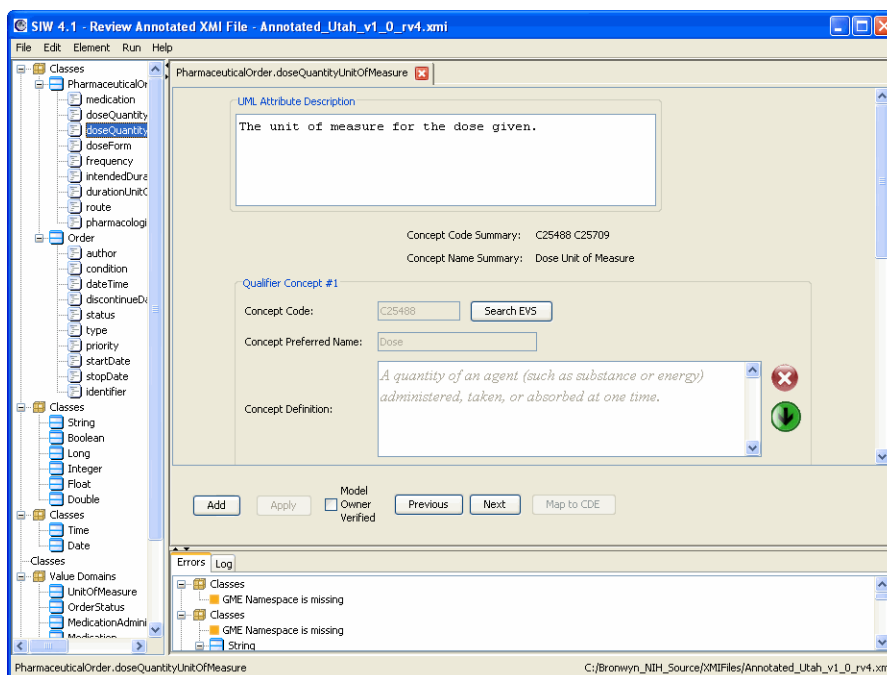 SIW 4.1 - Review Annotated XMI File - Annotated_Utah_v1_0_rv4.xmi
File Edit Element Run Help
Classes
PharmaceuticalOr
medication
doseQuantity
doseQuantity
doseForm
frequency
intendedDura
durationUnitO
route
pharmacologi
Order
author
condition
dateTime
discontinueDa
status
type
priority
startDate
stopDate
identifier
Classes
String
Boolean
Long
Integer
Float
Double
Classes
Time
Date
Classes
Value Domains
UnitOfMeasure
OrderStatus
MedicationAdmini
Medication
PharmaceuticalOrder.doseQuantityUnitOfMeasure
UML Attribute Description
The unit of measure for the dose given.
Concept Code Summary: C25488 C25709
Concept Name Summary: Dose Unit of Measure
Qualifier Concept #1
Concept Code: C25488 Search EVS
Concept Preferred Name: Dose
Concept Definition:
A quantity of an agent (such as substance or energy)
administered, taken, or absorbed at one time.
Add Apply
Model
Owner
Verified
Previous Next Map to CDE
Errors Log
Classes
GME Namespace is missing
Classes
GME Namespace is missing
String
PharmaceuticalOrder.doseQuantityUnitOfMeasure
C:/Bronwyn_NIH_Source/XMIFiles/Annotated_Utah_v1_0_rv4.xm